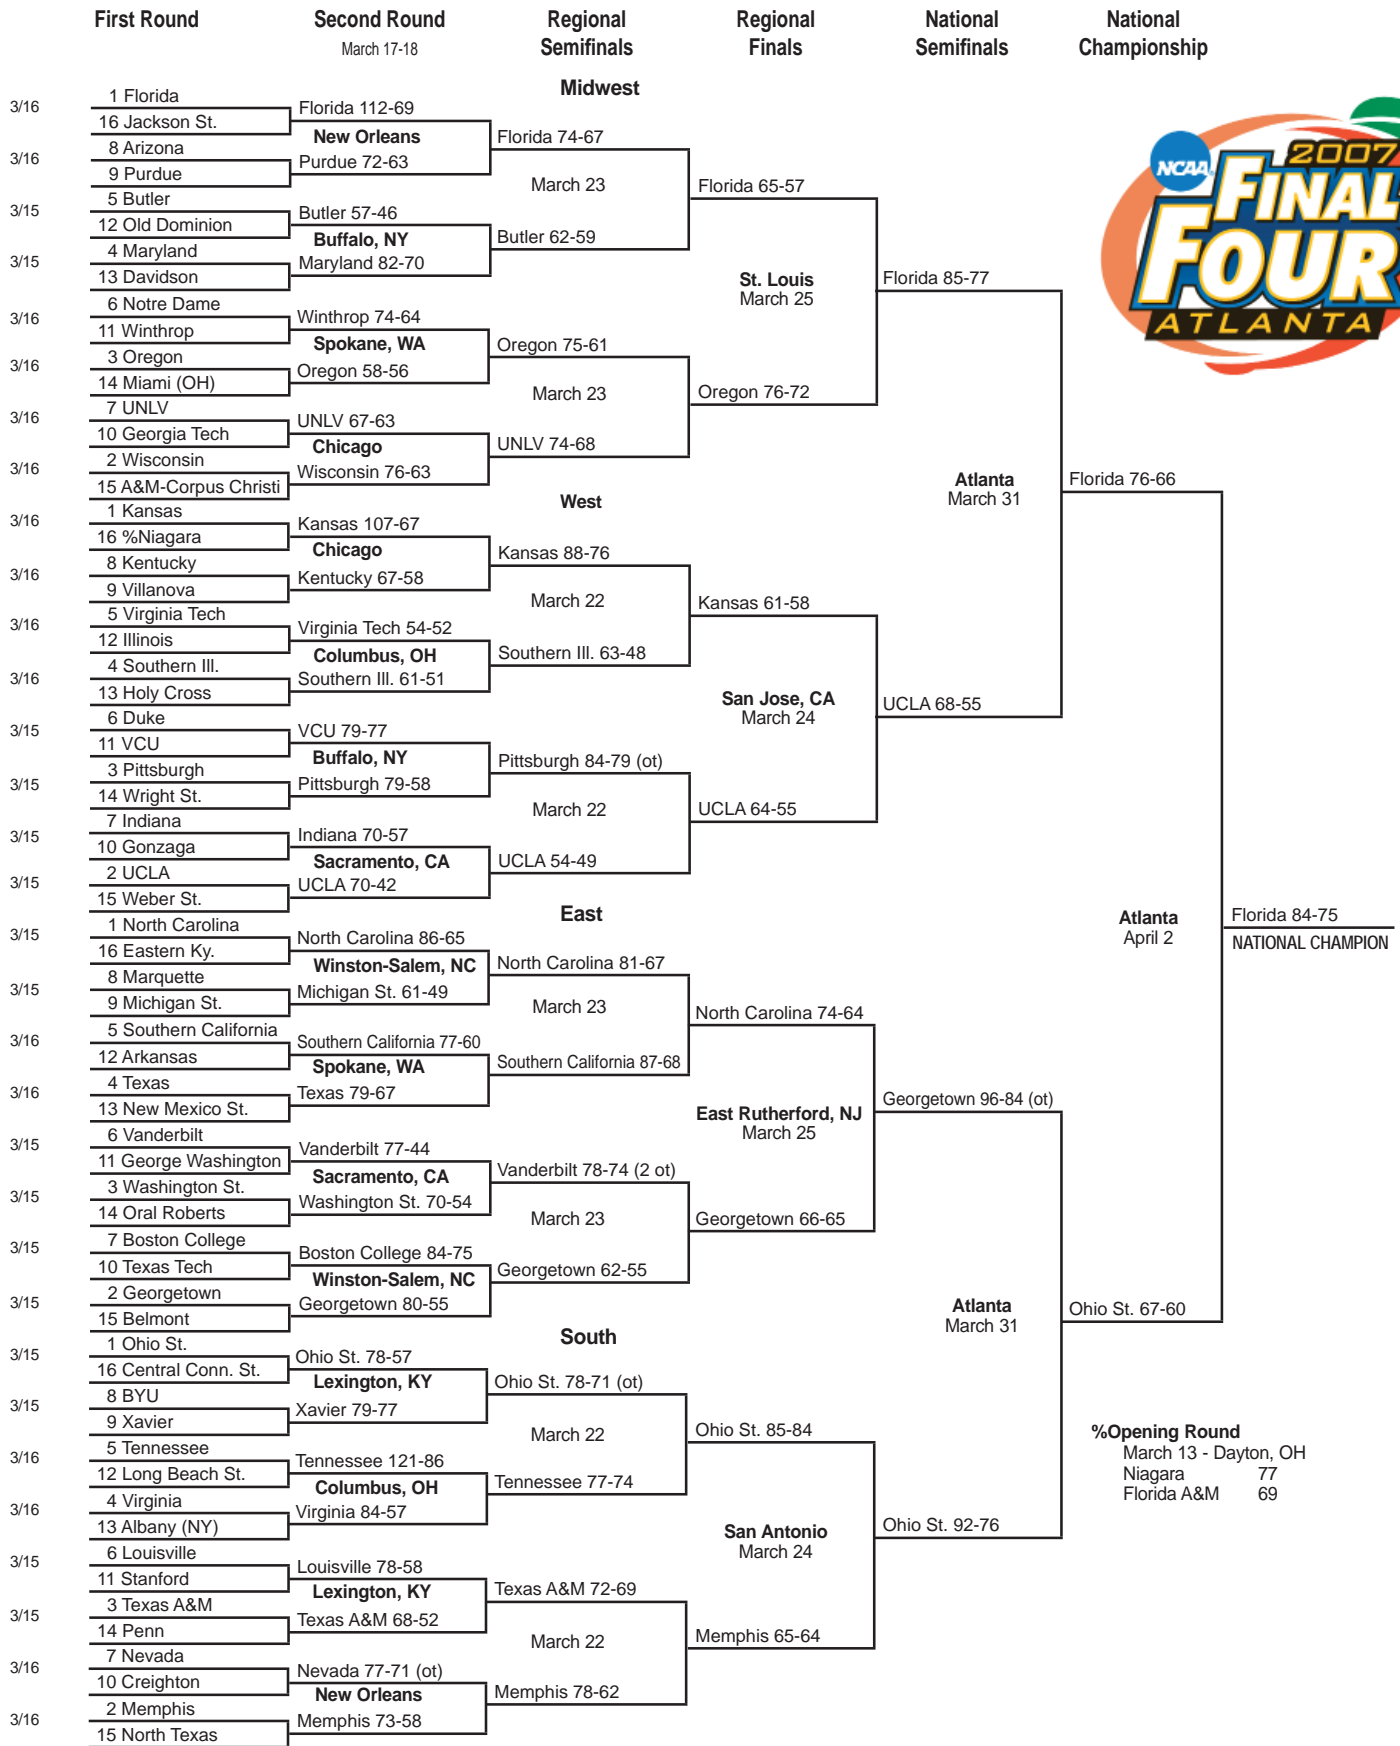 First Round
Second Round
March 17-18
Regional
Semifinals
Regional
Finals
National
Semifinals
National
Championship
NCAA
2007
FINAL
FOUR
ATLANTA
Midwest
3/16
1 Florida
16 Jackson St.
3/16
8 Arizona
9 Purdue
3/15
5 Butler
12 Old Dominion
3/15
4 Maryland
13 Davidson
3/16
6 Notre Dame
11 Winthrop
3/16
3 Oregon
14 Miami (OH)
3/16
7 UNLV
10 Georgia Tech
3/16
2 Wisconsin
15 A&M-Corpus Christi
Florida 112-69
New Orleans
Purdue 72-63
Butler 57-46
Buffalo, NY
Maryland 82-70
Winthrop 74-64
Spokane, WA
Oregon 58-56
UNLV 67-63
Chicago
Wisconsin 76-63
Florida 74-67
March 23
Butler 62-59
Oregon 75-61
March 23
UNLV 74-68
Florida 65-57
St. Louis
March 25
Oregon 76-72
Florida 85-77
West
3/16
1 Kansas
16 %Niagara
3/16
8 Kentucky
9 Villanova
3/16
5 Virginia Tech
12 Illinois
3/16
4 Southern Ill.
13 Holy Cross
3/15
6 Duke
11 VCU
3/15
3 Pittsburgh
14 Wright St.
3/15
7 Indiana
10 Gonzaga
3/15
2 UCLA
15 Weber St.
Kansas 107-67
Chicago
Kentucky 67-58
Virginia Tech 54-52
Columbus, OH
Southern Ill. 61-51
VCU 79-77
Buffalo, NY
Pittsburgh 79-58
Indiana 70-57
Sacramento, CA
UCLA 70-42
Kansas 88-76
March 22
Southern Ill. 63-48
Pittsburgh 84-79 (ot)
March 22
UCLA 54-49
Kansas 61-58
San Jose, CA
March 24
UCLA 64-55
UCLA 68-55
Atlanta
March 31
Florida 76-66
East
3/15
1 North Carolina
16 Eastern Ky.
3/15
8 Marquette
9 Michigan St.
3/16
5 Southern California
12 Arkansas
3/16
4 Texas
13 New Mexico St.
3/15
6 Vanderbilt
11 George Washington
3/15
3 Washington St.
14 Oral Roberts
3/15
7 Boston College
10 Texas Tech
3/15
2 Georgetown
15 Belmont
North Carolina 86-65
Winston-Salem, NC
Michigan St. 61-49
Southern California 77-60
Spokane, WA
Texas 79-67
Vanderbilt 77-44
Sacramento, CA
Washington St. 70-54
Boston College 84-75
Winston-Salem, NC
Georgetown 80-55
North Carolina 81-67
March 23
Southern California 87-68
Vanderbilt 78-74 (2 ot)
March 23
Georgetown 62-55
North Carolina 74-64
East Rutherford, NJ
March 25
Georgetown 66-65
Georgetown 96-84 (ot)
South
3/15
1 Ohio St.
16 Central Conn. St.
3/15
8 BYU
9 Xavier
3/16
5 Tennessee
12 Long Beach St.
3/16
4 Virginia
13 Albany (NY)
3/15
6 Louisville
11 Stanford
3/15
3 Texas A&M
14 Penn
3/16
7 Nevada
10 Creighton
3/16
2 Memphis
15 North Texas
Ohio St. 78-57
Lexington, KY
Xavier 79-77
Tennessee 121-86
Columbus, OH
Virginia 84-57
Louisville 78-58
Lexington, KY
Texas A&M 68-52
Nevada 77-71 (ot)
New Orleans
Memphis 73-58
Ohio St. 78-71 (ot)
March 22
Tennessee 77-74
Texas A&M 72-69
March 22
Memphis 78-62
Ohio St. 85-84
San Antonio
March 24
Memphis 65-64
Ohio St. 92-76
Atlanta
March 31
Ohio St. 67-60
Atlanta
April 2
Florida 84-75
NATIONAL CHAMPION
%Opening Round
March 13 - Dayton, OH
Niagara 77
Florida A&M 69